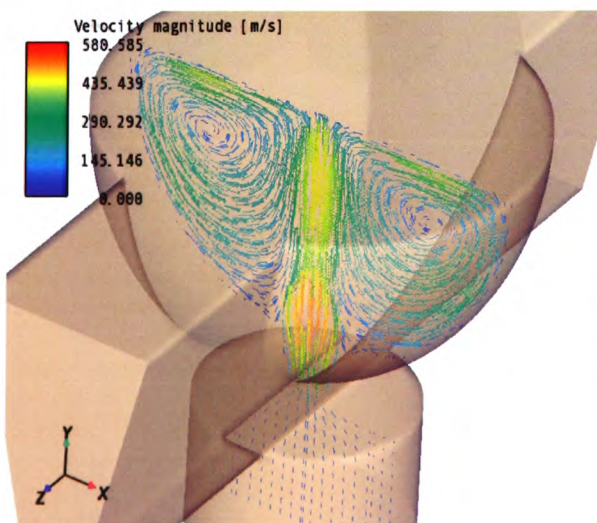 Velocity magnitude [m/s]
580.585
435.439
290.292
145.146
0.000
Y
Z
X